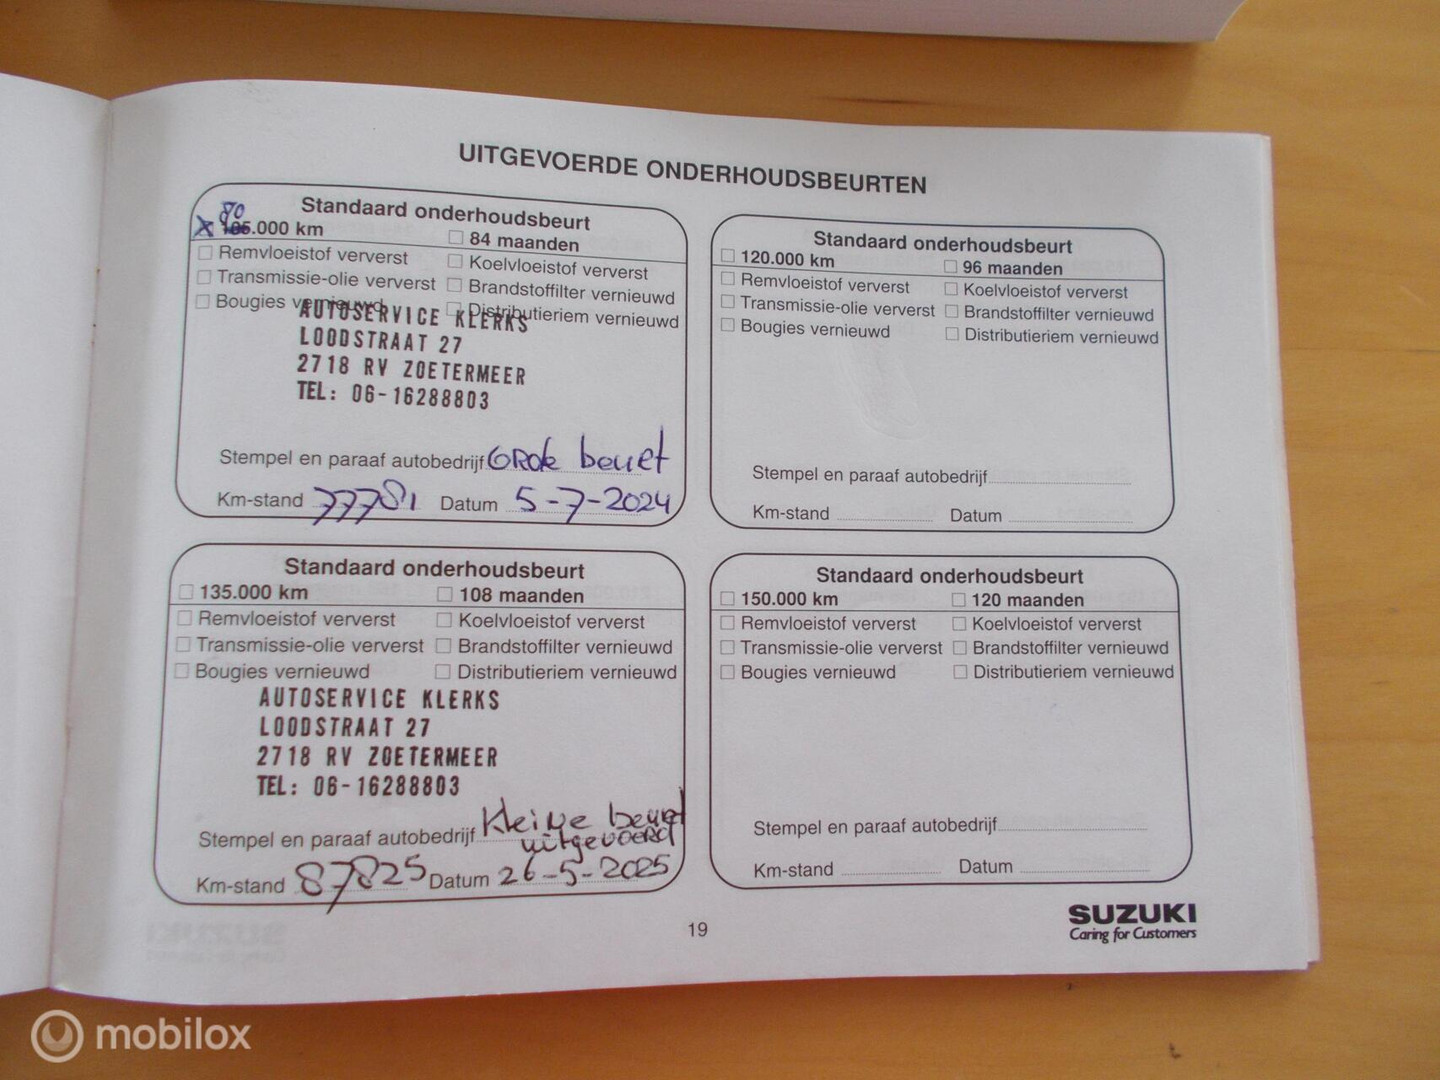 UITGEVOERDE ONDERHOUDSBEURTEN
Standaard onderhoudsbeurt
80
105.000 km
84 maanden
Remvloeistof ververst
Koelvloeistof ververst
Transmissie-olie ververst
Brandstoffilter vernieuwd
Bougies vernieuwd
Distributieriem vernieuwd
AUTOSERVICE KLERKS
LOODSTRAAT 27
2718 RV ZOETERMEER
TEL: 06-16288803
Stempel en paraaf autobedrijf GRote beurt
Km-stand 77781 Datum 5-7-2024
Standaard onderhoudsbeurt
120.000 km
96 maanden
Remvloeistof ververst
Koelvloeistof ververst
Transmissie-olie ververst
Brandstoffilter vernieuwd
Bougies vernieuwd
Distributieriem vernieuwd
Stempel en paraaf autobedrijf
Km-stand Datum
Standaard onderhoudsbeurt
135.000 km
108 maanden
Remvloeistof ververst
Koelvloeistof ververst
Transmissie-olie ververst
Brandstoffilter vernieuwd
Bougies vernieuwd
Distributieriem vernieuwd
AUTOSERVICE KLERKS
LOODSTRAAT 27
2718 RV ZOETERMEER
TEL: 06-16288803
Stempel en paraaf autobedrijf Kleine beurt
uitgevoerd
Km-stand 87825 Datum 26-5-2025
Standaard onderhoudsbeurt
150.000 km
120 maanden
Remvloeistof ververst
Koelvloeistof ververst
Transmissie-olie ververst
Brandstoffilter vernieuwd
Bougies vernieuwd
Distributieriem vernieuwd
Stempel en paraaf autobedrijf
Km-stand Datum
19
SUZUKI
Caring for Customers
mobilox